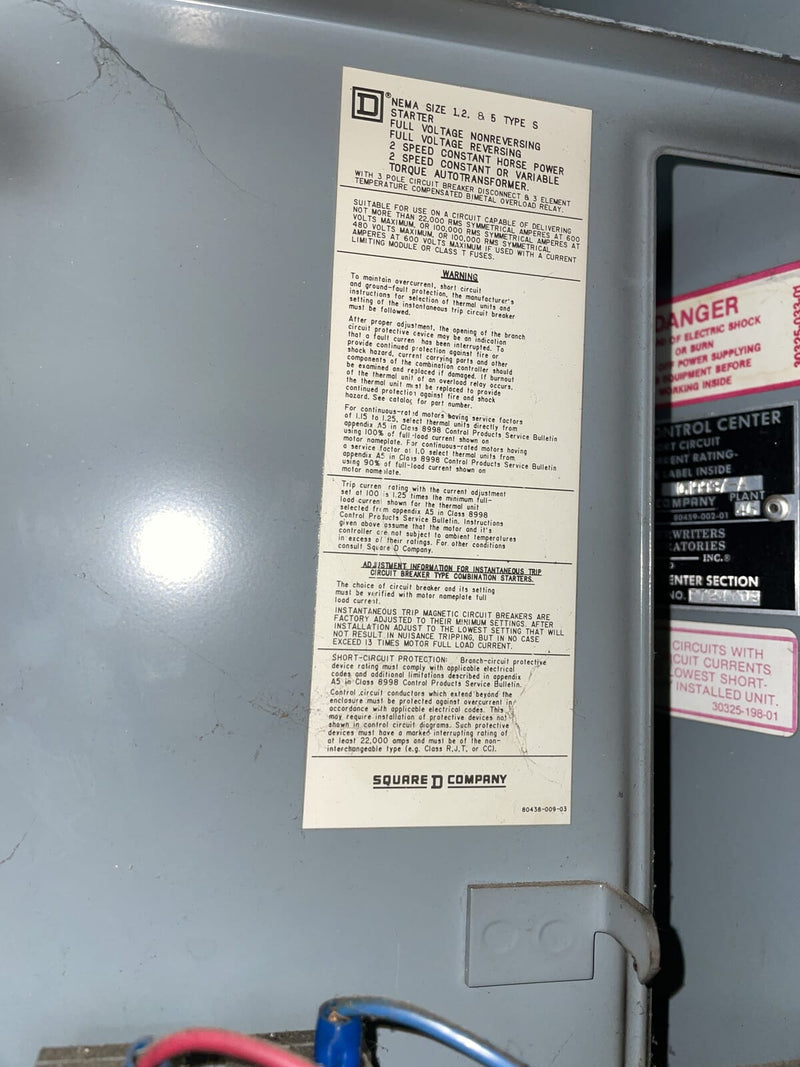 D® NEMA SIZE 1,2, & 5 TYPE S
STARTER
FULL VOLTAGE NONREVERSING
FULL VOLTAGE REVERSING
2 SPEED CONSTANT HORSE POWER
2 SPEED CONSTANT OR VARIABLE
TORQUE AUTOTRANSFORMER.
WITH 3 POLE CIRCUIT BREAKER DISCONNECT & 3 ELEMENT
TEMPERATURE COMPENSATED BIMETAL OVERLOAD RELAY.
SUITABLE FOR USE ON A CIRCUIT CAPABLE OF DELIVERING
NOT MORE THAN 22,000 RMS SYMMETRICAL AMPERES AT 600
VOLTS MAXIMUM, OR 100,000 RMS SYMMETRICAL AMPERES AT
480 VOLTS MAXIMUM, OR 100,000 RMS SYMMETRICAL
AMPERES AT 600 VOLTS MAXIMUM IF USED WITH A CURRENT
LIMITING MODULE OR CLASS T FUSES.
WARNING
To maintain overcurrent, short circuit
and ground-fault protection, the manufacturer's
instructions for selection of thermal units and
setting of the instantaneous trip circuit breaker
must be followed.
After proper adjustment, the opening of the branch
circuit protective device may be an indication
that a fault curren has been interrupted. To
provide continued protection against fire or
shock hazard, current carrying parts and other
components of the combination controller should
be examined and replaced if damaged. If burnout
of the thermal unit of an overload relay occurs,
the thermal unit must be replaced to provide
continued protection against fire and shock
hazard. See catalog for part number.
For continuous-rated motors having service factors
of 1.15 to 1.25, select thermal units directly from
appendix A5 in Class 8998 Control Products Service Bulletin
using 100% of full-load current shown on
motor nameplate. For continuous-rated motors having
a service factor of 1.0 select thermal units from
appendix A5 in Class 8998 Control Products Service Bulletin
using 90% of full-load current shown on
motor nameplate.
Trip curren rating with the current adjustment
set at 100 is 1.25 times the minimum full-
load current shown for the thermal unit
selected from appendix A5 in Class 8998
Control Products Service Bulletin. Instructions
given above assume that the motor and it's
controller are not subject to ambient temperatures
in excess of their ratings. For other conditions
consult Square D Company.
ADJUSTMENT INFORMATION FOR INSTANTANEOUS TRIP
CIRCUIT BREAKER TYPE COMBINATION STARTERS.
The choice of circuit breaker and its setting
must be verified with motor nameplate full
load current.
INSTANTANEOUS TRIP MAGNETIC CIRCUIT BREAKERS ARE
FACTORY ADJUSTED TO THEIR MINIMUM SETTINGS. AFTER
INSTALLATION ADJUST TO THE LOWEST SETTING THAT WILL
NOT RESULT IN NUISANCE TRIPPING, BUT IN NO CASE
EXCEED 13 TIMES MOTOR FULL LOAD CURRENT.
SHORT-CIRCUIT PROTECTION: Branch-circuit protective
device rating must comply with applicable electrical
codes and additional limitations described in appendix
A5 in Class 8998 Control Products Service Bulletin.
Control circuit conductors which extend beyond the
enclosure must be protected against overcurrent in
accordance with applicable electrical codes. This
may require installation of protective devices not
shown in control circuit diagrams. Such protective
devices must have a marked interrupting rating of
at least 22,000 amps and must be of the non-
interchangeable type (e.g. Class R,J,T, or CC).
SQUARE D COMPANY
80438-009-03
DANGER
OF ELECTRIC SHOCK
OR BURN
OFF POWER SUPPLYING
EQUIPMENT BEFORE
WORKING INSIDE
30325-033-01
CONTROL CENTER
CIRCUIT
RATING-
LABEL INSIDE
COMPANY PLANT
80459-002-01
INC.®
CENTER SECTION
NO.
CIRCUITS WITH
CUIT CURRENTS
LOWEST SHORT-
INSTALLED UNIT.
30325-198-01